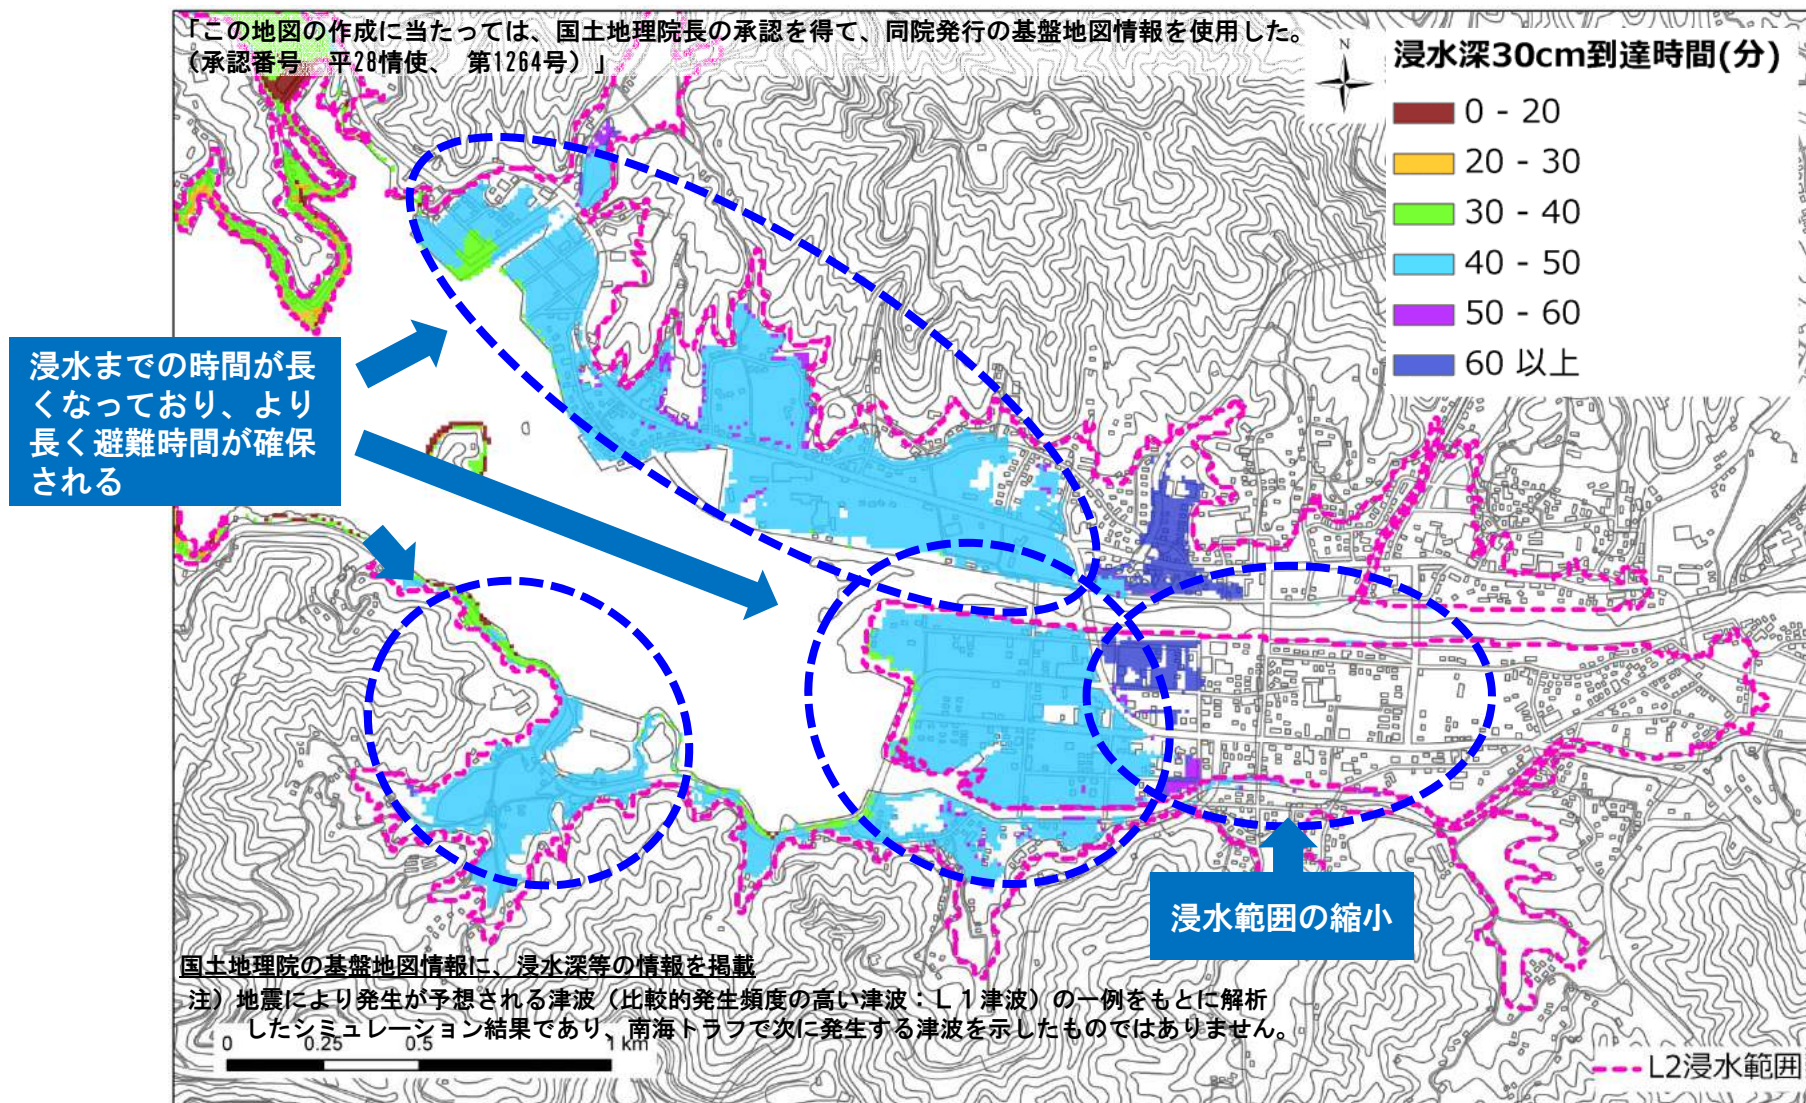 「この地図の作成に当たっては、国土地理院長の承認を得て、同院発行の基盤地図情報を使用した。
(承認番号　平28情使、　第1264号)」
N
浸水深30cm到達時間(分)
0 - 20
20 - 30
30 - 40
40 - 50
50 - 60
60 以上
浸水までの時間が長
くなっており、より
長く避難時間が確保
される
浸水範囲の縮小
国土地理院の基盤地図情報に、浸水深等の情報を掲載
注）地震により発生が予想される津波（比較的発生頻度の高い津波：Ｌ１津波）の一例をもとに解析
したシミュレーション結果であり、南海トラフで次に発生する津波を示したものではありません。
0 0.25 0.5 1 km
L2浸水範囲